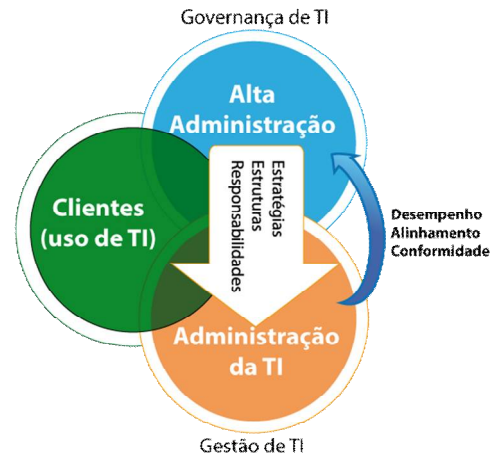 Governança de TI
Alta
Administração
Clientes
(uso de TI)
Estratégias
Estruturas
Responsabilidades
Desempenho
Alinhamento
Conformidade
Administração
da TI
Gestão de TI